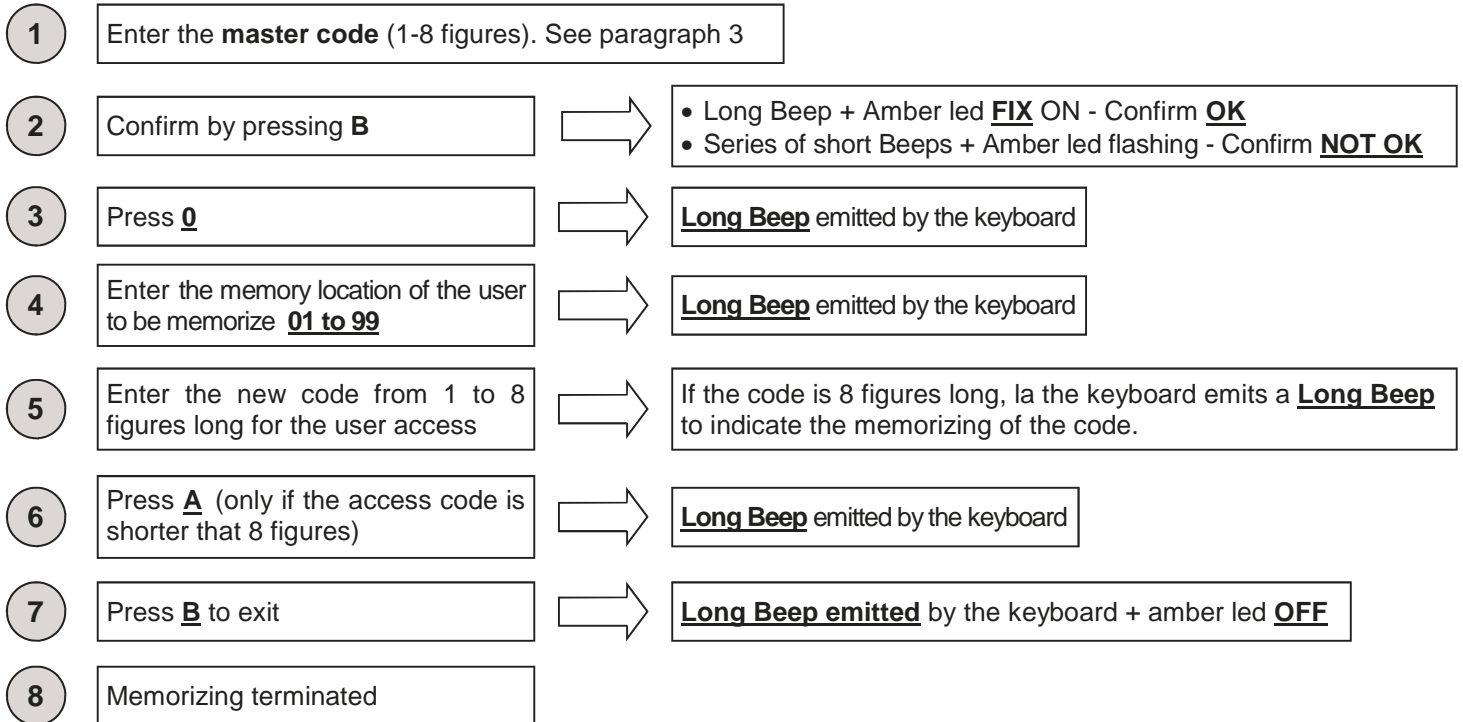 1
Enter the master code (1-8 figures). See paragraph 3
2
Confirm by pressing B
• Long Beep + Amber led FIX ON - Confirm OK
• Series of short Beeps + Amber led flashing - Confirm NOT OK
3
Press 0
Long Beep emitted by the keyboard
4
Enter the memory location of the user
to be memorize 01 to 99
Long Beep emitted by the keyboard
5
Enter the new code from 1 to 8
figures long for the user access
If the code is 8 figures long, la the keyboard emits a Long Beep
to indicate the memorizing of the code.
6
Press A (only if the access code is
shorter that 8 figures)
Long Beep emitted by the keyboard
7
Press B to exit
Long Beep emitted by the keyboard + amber led OFF
8
Memorizing terminated